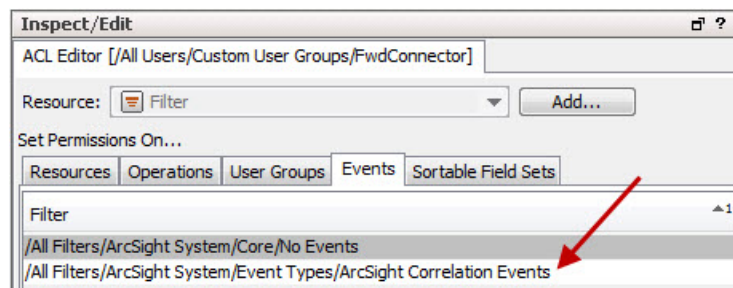 Inspect/Edit ?
ACL Editor [/All Users/Custom User Groups/FwdConnector]
Resource: Filter Add...
Set Permissions On...
Resources Operations User Groups Events Sortable Field Sets
Filter 1
/All Filters/ArcSight System/Core/No Events
/All Filters/ArcSight System/Event Types/ArcSight Correlation Events